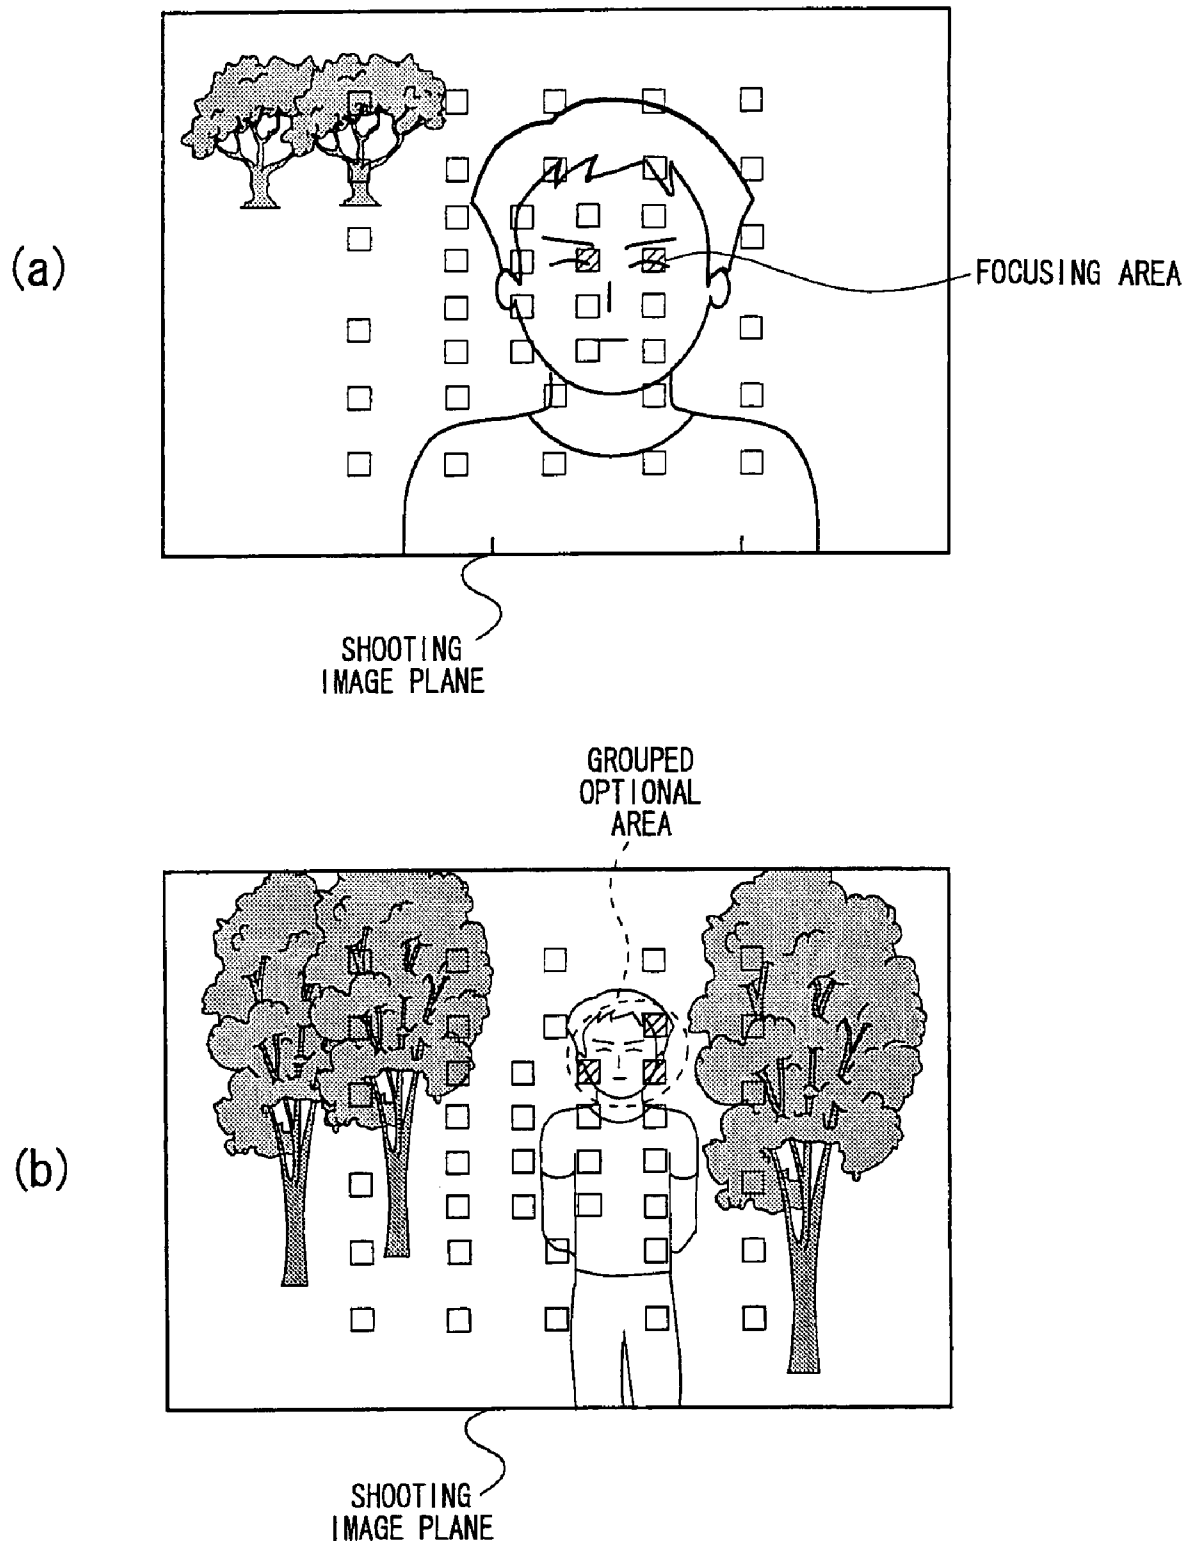 (a)
FOCUSING AREA
SHOOTING
IMAGE PLANE
GROUPED
OPTIONAL
AREA
(b)
SHOOTING
IMAGE PLANE